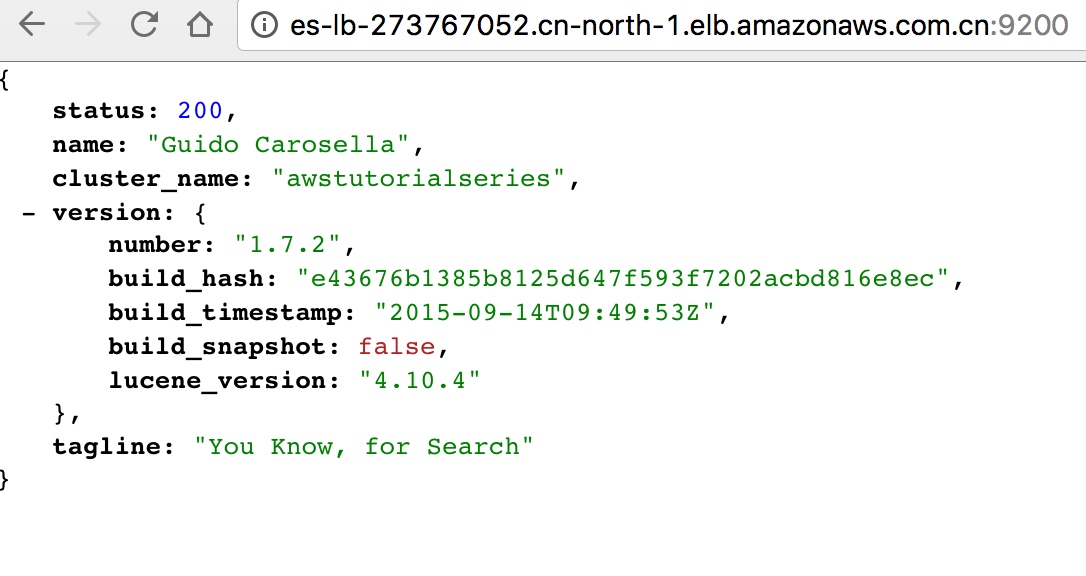 es-lb-273767052.cn-north-1.elb.amazonaws.com.cn:9200
{
status: 200,
name: "Guido Carosella",
cluster_name: "awstutorialseries",
- version: {
number: "1.7.2",
build_hash: "e43676b1385b8125d647f593f7202acbd816e8ec",
build_timestamp: "2015-09-14T09:49:53Z",
build_snapshot: false,
lucene_version: "4.10.4"
},
tagline: "You Know, for Search"
}